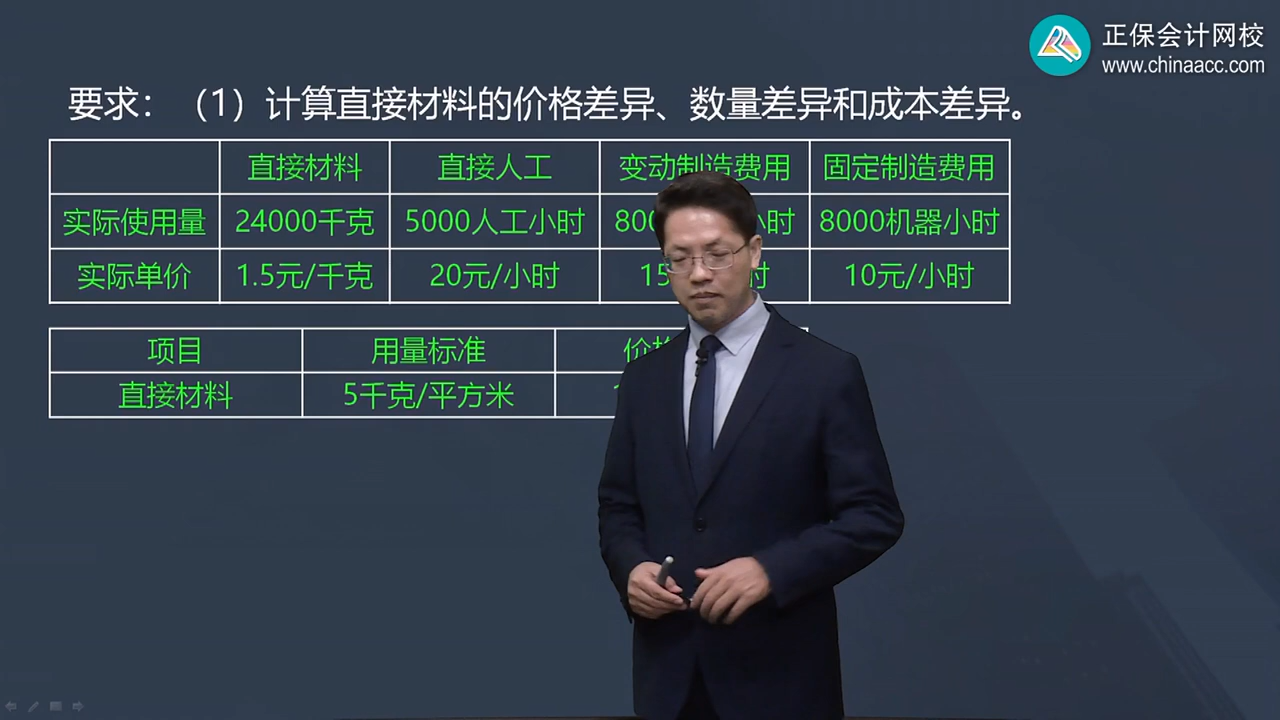 正保会计网校
www.chinaacc.com
要求：（1）计算直接材料的价格差异、数量差异和成本差异。
直接材料 直接人工 变动制造费用 固定制造费用
实际使用量 24000千克 5000人工小时 800 小时 8000机器小时
实际单价 1.5元/千克 20元/小时 15 时 10元/小时
项目 用量标准 价
直接材料 5千克/平方米